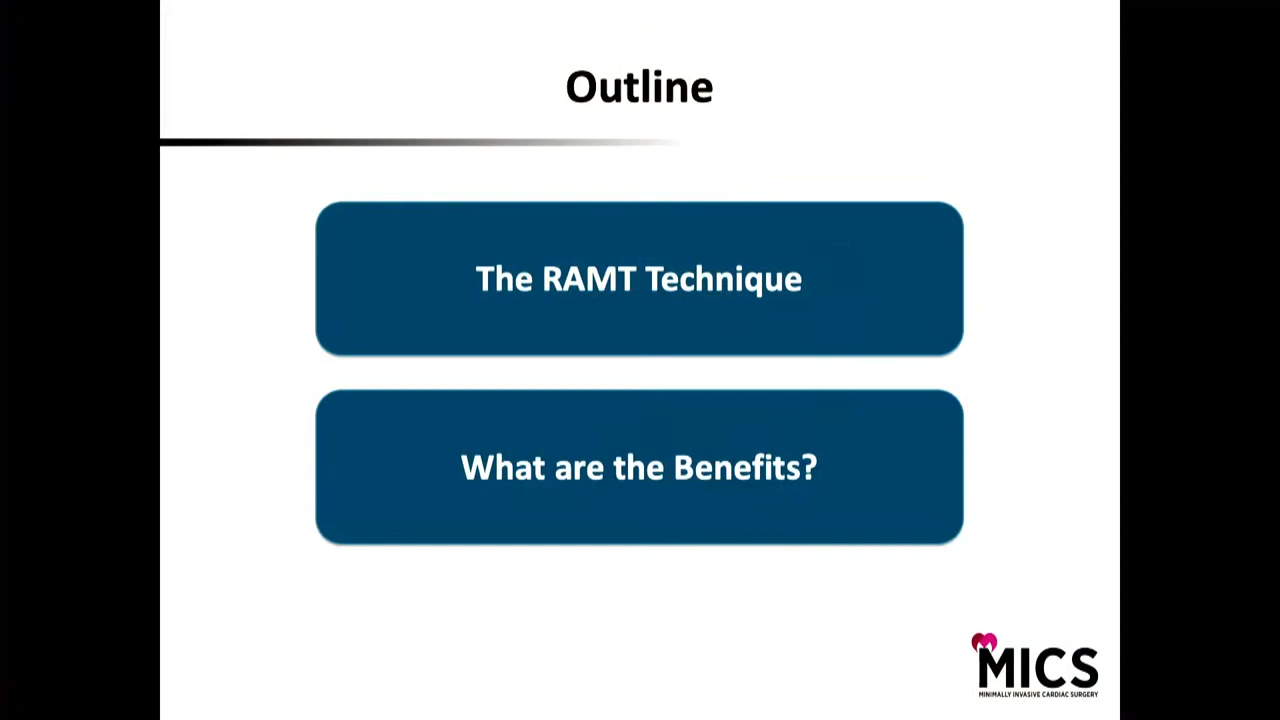 Outline
The RAMT Technique
What are the Benefits?
MICS
MINIMALLY INVASIVE CARDIAC SURGERY